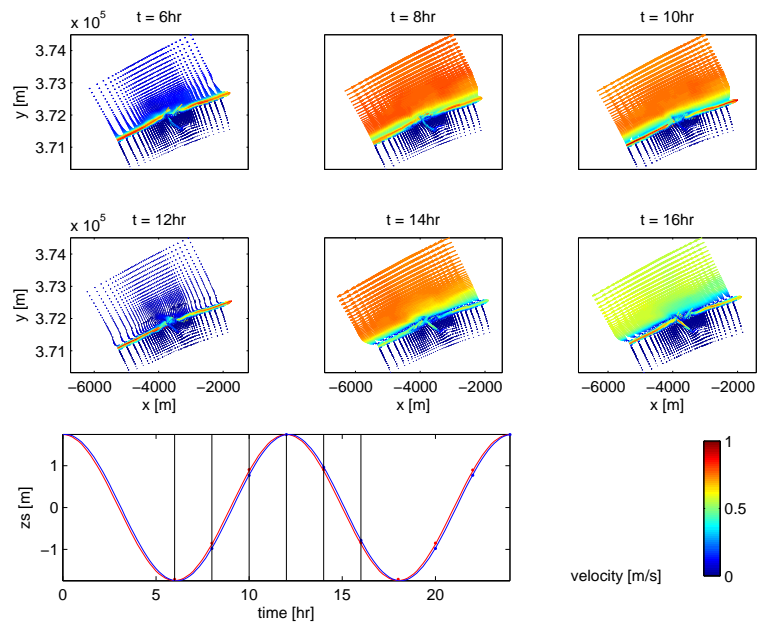 x 10^5
t = 6hr
t = 8hr
t = 10hr
3.74
3.73
3.72
3.71
y [m]
x 10^5
t = 12hr
t = 14hr
t = 16hr
3.74
3.73
3.72
3.71
y [m]
−6000 −4000 −2000
−6000 −4000 −2000
−6000 −4000 −2000
x [m]
x [m]
x [m]
1
0
−1
zs [m]
0 5 10 15 20
time [hr]
1
0.5
0
velocity [m/s]